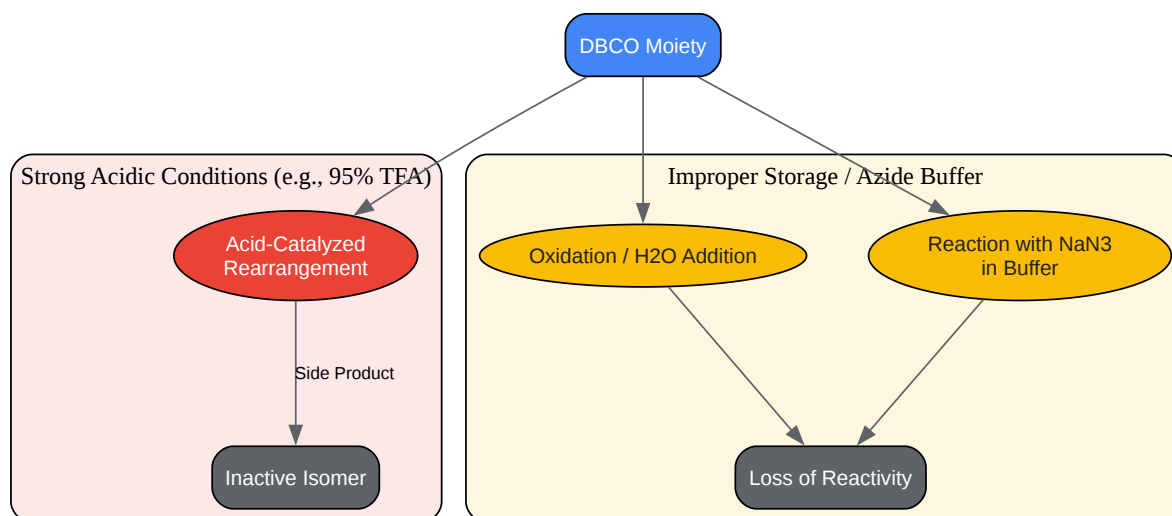 DBCO Moiety
Strong Acidic Conditions (e.g., 95% TFA)
Improper Storage / Azide Buffer
Acid-Catalyzed
Rearrangement
Oxidation / H2O Addition
Reaction with NaN3
in Buffer
Side Product
Inactive Isomer
Loss of Reactivity